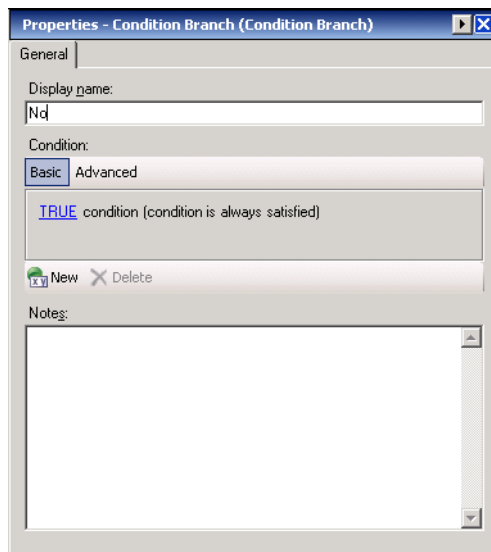 Properties - Condition Branch (Condition Branch)
General
Display name:
No
Condition:
Basic Advanced
TRUE condition (condition is always satisfied)
x y New Delete
Notes: